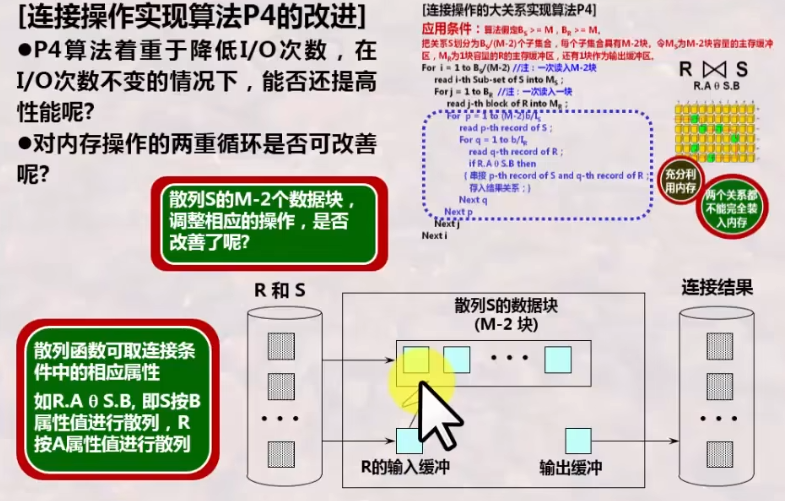 [连接操作实现算法P4的改进]
●P4算法着重于降低I/O次数，在
I/O次数不变的情况下，能否还提高
性能呢?
●对内存操作的两重循环是否可改善
呢?
散列S的M-2个数据块，
调整相应的操作，是否
改善了呢?
[连接操作的大关系实现算法P4]
应用条件：算法假定BS >= M，BR >= M。
把关系S划分为BS/(M-2)个子集合，每个子集合具有M-2块。令MS为M-2块容量的主存缓冲
区，MR为1块容量的R的主存缓冲区，还有1块作为输出缓冲区。
For i = 1 to BS/(M-2) //注：一次读入M-2块
read i-th Sub-set of S into MS ;
For j = 1 to BR //注：一次读入一块
read j-th block of R into MR ;
For p = 1 to (M-2)b/IS
read p-th record of S ;
For q = 1 to b/IR
read q-th record of R ;
if R.A θ S.B then
{ 串接 p-th record of S and q-th record of R ;
存入结果关系 ; }
Next q
Next p
Next j
Next i
R ⋈ S
R.A θ S.B
充分利
用内存
两个关系都
不能完全装
入内存
散列函数可取连接条
件中的相应属性
如R.A θ S.B, 即S按B
属性值进行散列，R
按A属性值进行散列
R 和 S
散列S的数据块
(M-2 块)
连接结果
R的输入缓冲
输出缓冲